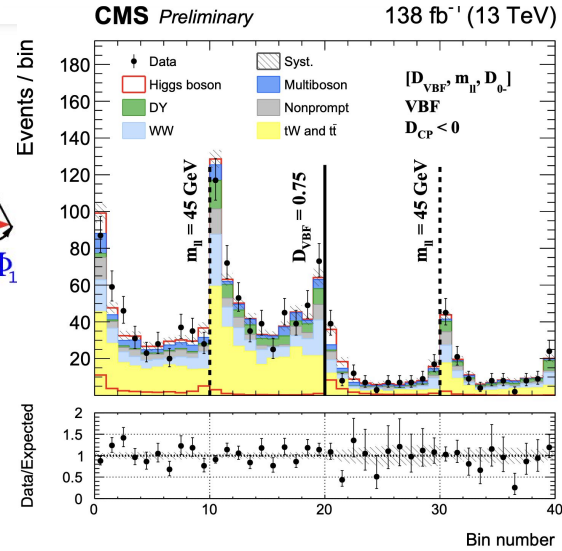 CMS Preliminary 138 fb⁻¹ (13 TeV)
Events / bin
180
160
140
120
100
80
60
40
20
Data
Syst.
Higgs boson
Multiboson
DY
Nonprompt
WW
tW and tt̄
[D_VBF, m_ll, D_0-]
VBF
D_CP < 0
m_ll = 45 GeV
D_VBF = 0.75
m_ll = 45 GeV
Φ₁
Data/Expected
2
1.5
1
0.5
0
0 10 20 30 40
Bin number
Bin number